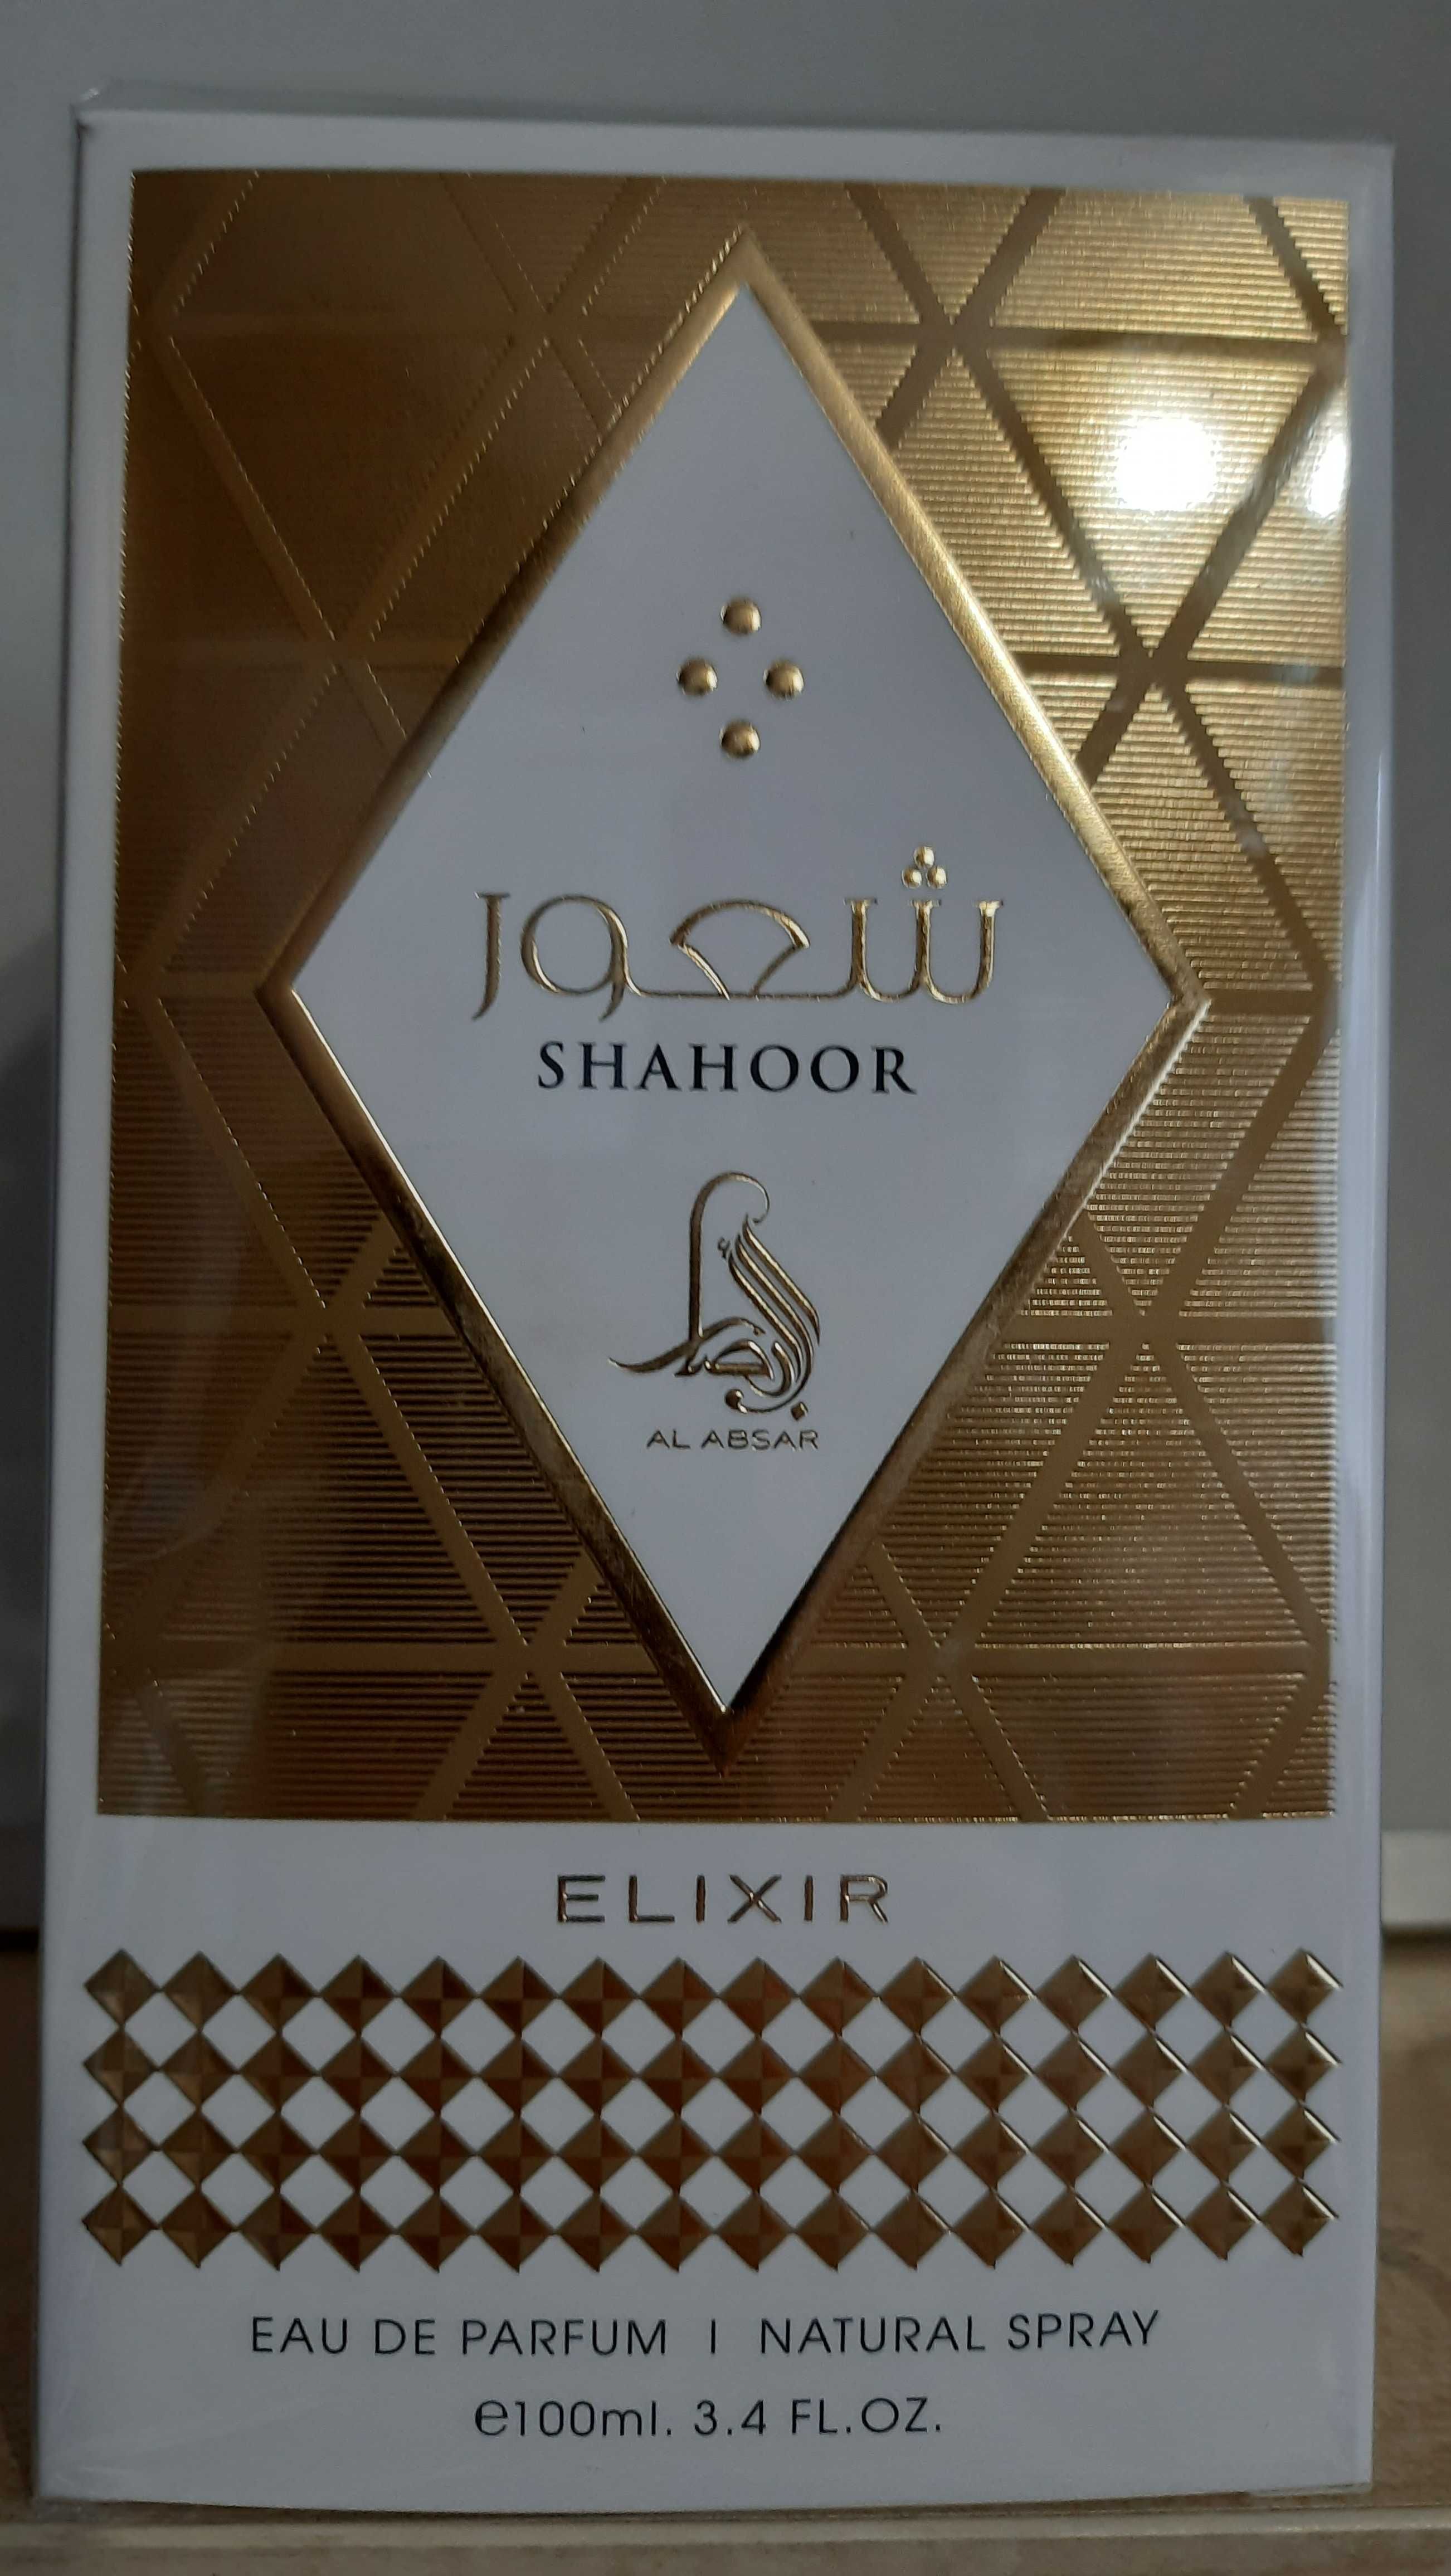 شعور
SHAHOOR
الأبصار
AL ABSAR
ELIXIR
EAU DE PARFUM | NATURAL SPRAY
℮100ml. 3.4 FL.OZ.